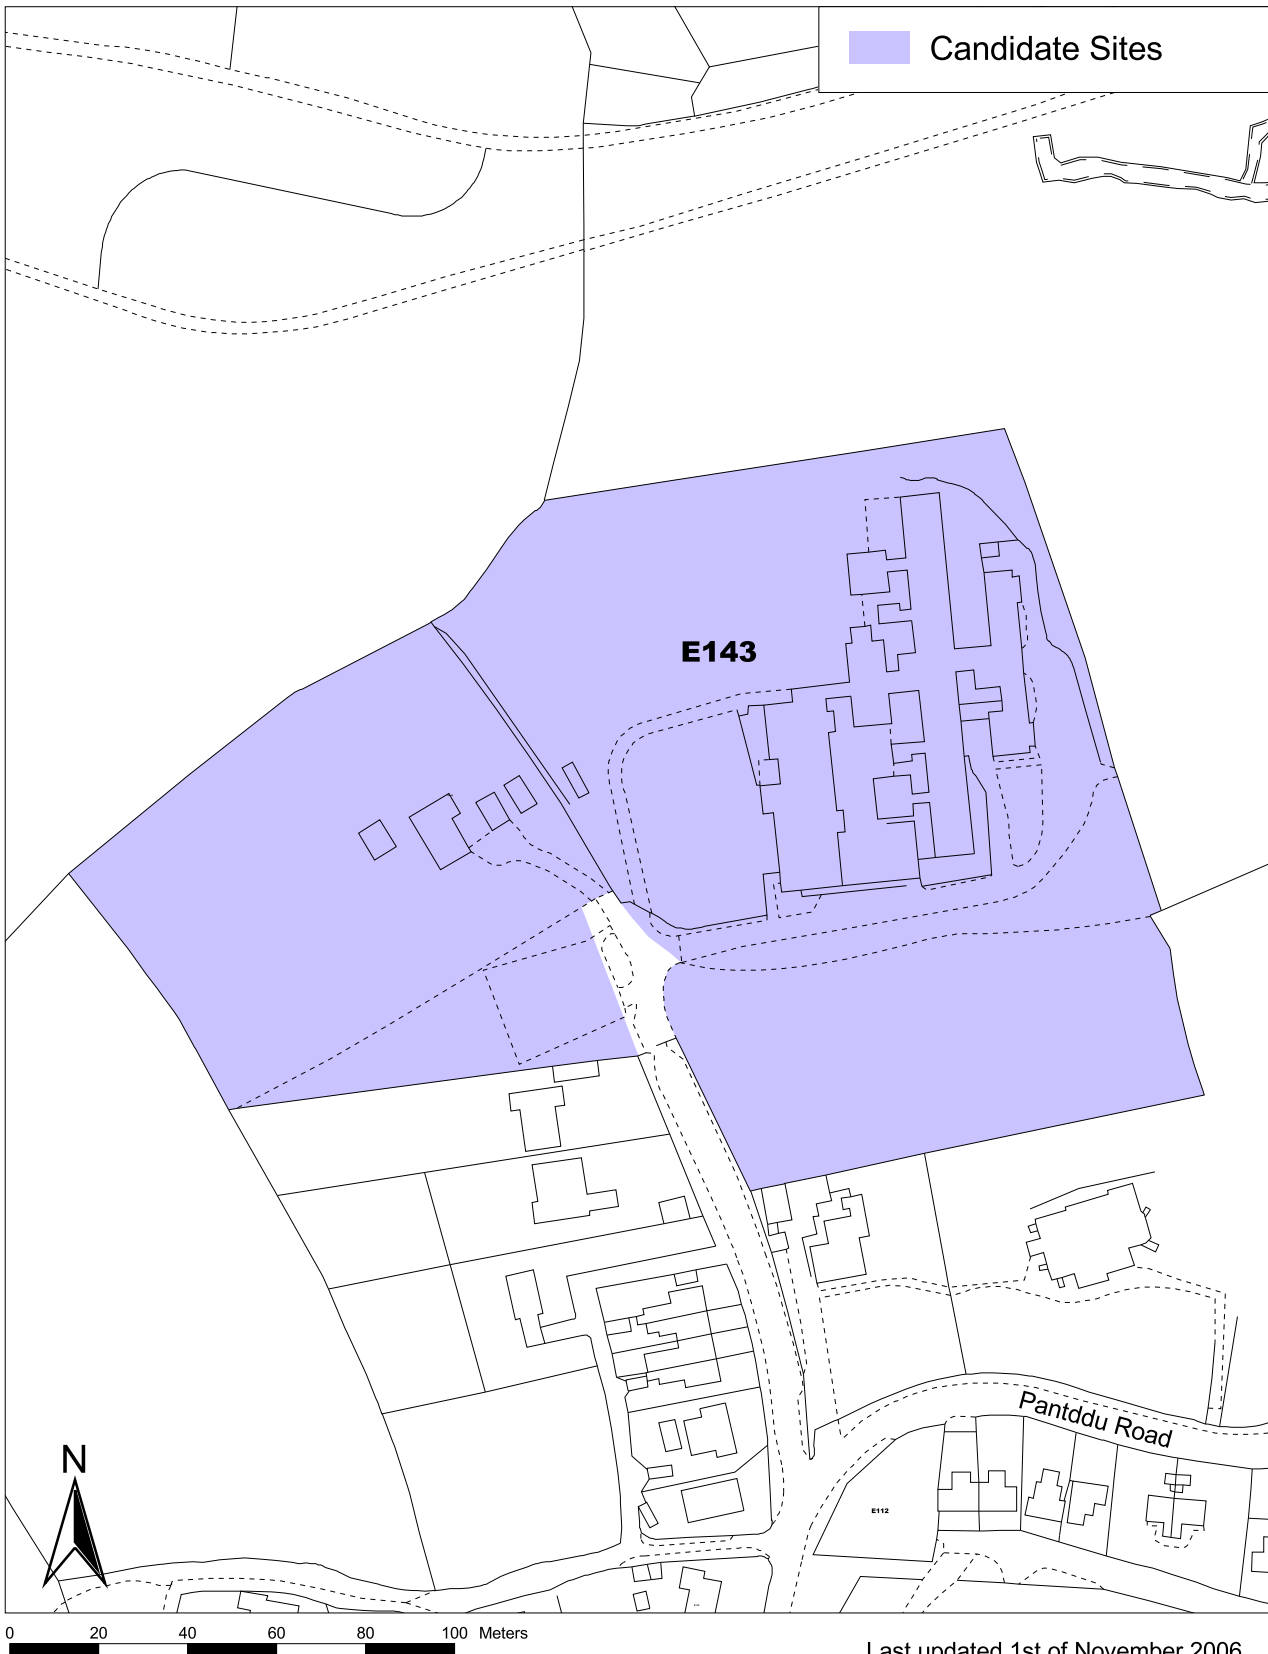 Candidate Sites
E143
Pantddu Road
E112
N
0 20 40 60 80 100 Meters
Last updated 1st of November 2006